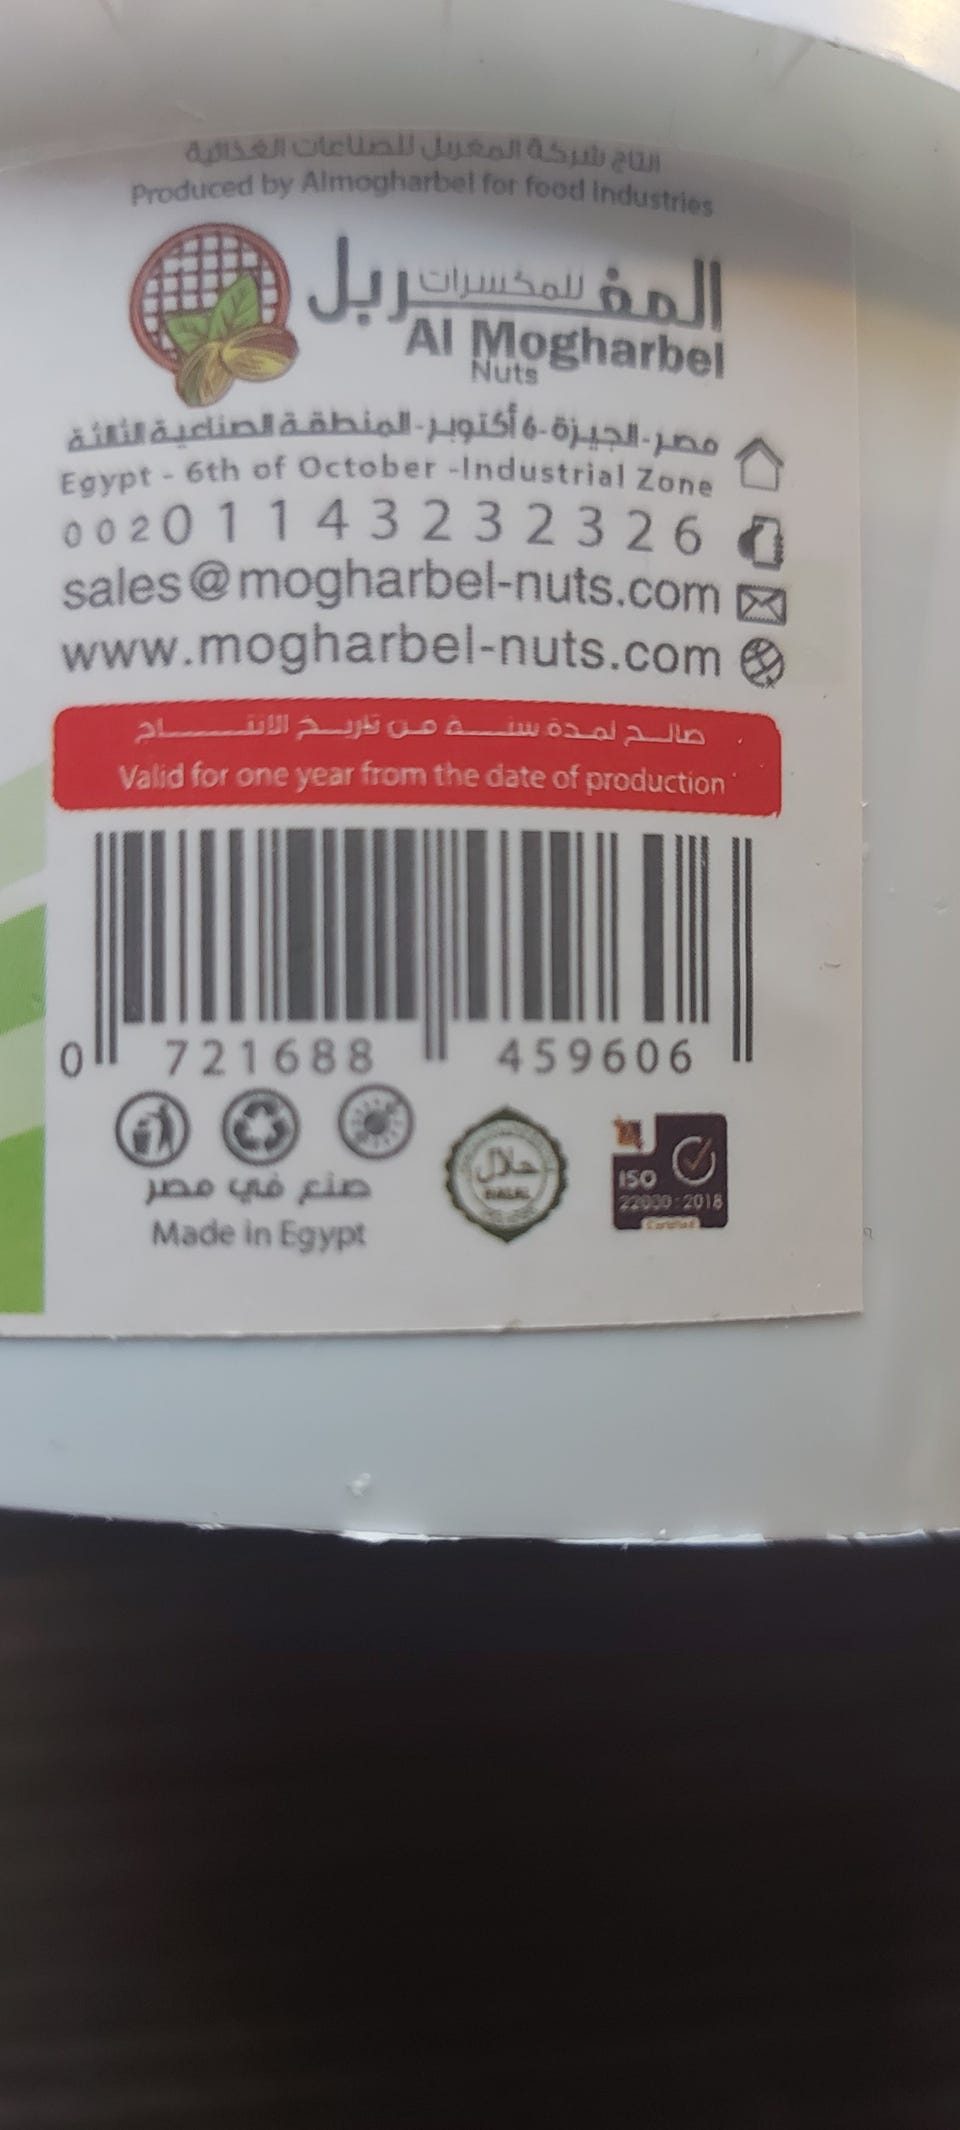 انتاج شركة المغربل للصناعات الغذائية
Produced by Almogharbel for food Industries
المغربل
للمكسرات
Al Mogharbel
Nuts
مصر-الجيزة-6 أكتوبر-المنطقة الصناعية الثالثة
Egypt - 6th of October -Industrial Zone
00201143232326
sales@mogharbel-nuts.com
www.mogharbel-nuts.com
صالح لمدة سنة من تاريخ الانتاج
Valid for one year from the date of production
0 721688 459606
صنع في مصر
Made in Egypt
حلال
HALAL
ISO
22000:2018
Certified